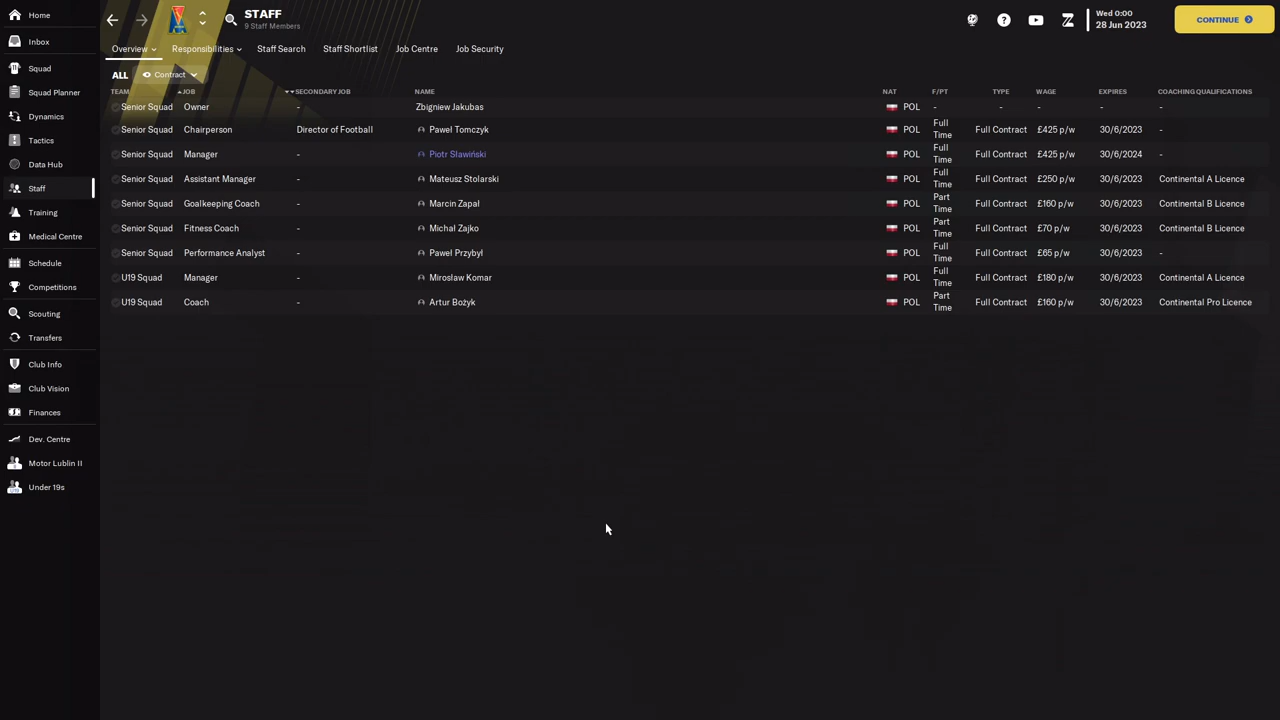 Home
Inbox
Squad
Squad Planner
Dynamics
Tactics
Data Hub
Staff
Training
Medical Centre
Schedule
Competitions
Scouting
Transfers
Club Info
Club Vision
Finances
Dev. Centre
Motor Lublin II
Under 19s
STAFF
9 Staff Members
Wed 0:00
28 Jun 2023
CONTINUE
Overview Responsibilities Staff Search Staff Shortlist Job Centre Job Security
ALL Contract
TEAM JOB SECONDARY JOB NAME NAT F/PT TYPE WAGE EXPIRES COACHING QUALIFICATIONS
Senior Squad Owner - Zbigniew Jakubas POL - - - - -
Senior Squad Chairperson Director of Football Paweł Tomczyk POL Full Time Full Contract £425 p/w 30/6/2023 -
Senior Squad Manager - Piotr Sławiński POL Full Time Full Contract £425 p/w 30/6/2024 -
Senior Squad Assistant Manager - Mateusz Stolarski POL Full Time Full Contract £250 p/w 30/6/2023 Continental A Licence
Senior Squad Goalkeeping Coach - Marcin Zapał POL Part Time Full Contract £160 p/w 30/6/2023 Continental B Licence
Senior Squad Fitness Coach - Michał Zajko POL Part Time Full Contract £70 p/w 30/6/2023 Continental B Licence
Senior Squad Performance Analyst - Paweł Przybył POL Full Time Full Contract £65 p/w 30/6/2023 -
U19 Squad Manager - Mirosław Komar POL Full Time Full Contract £180 p/w 30/6/2023 Continental A Licence
U19 Squad Coach - Artur Bożyk POL Part Time Full Contract £160 p/w 30/6/2023 Continental Pro Licence